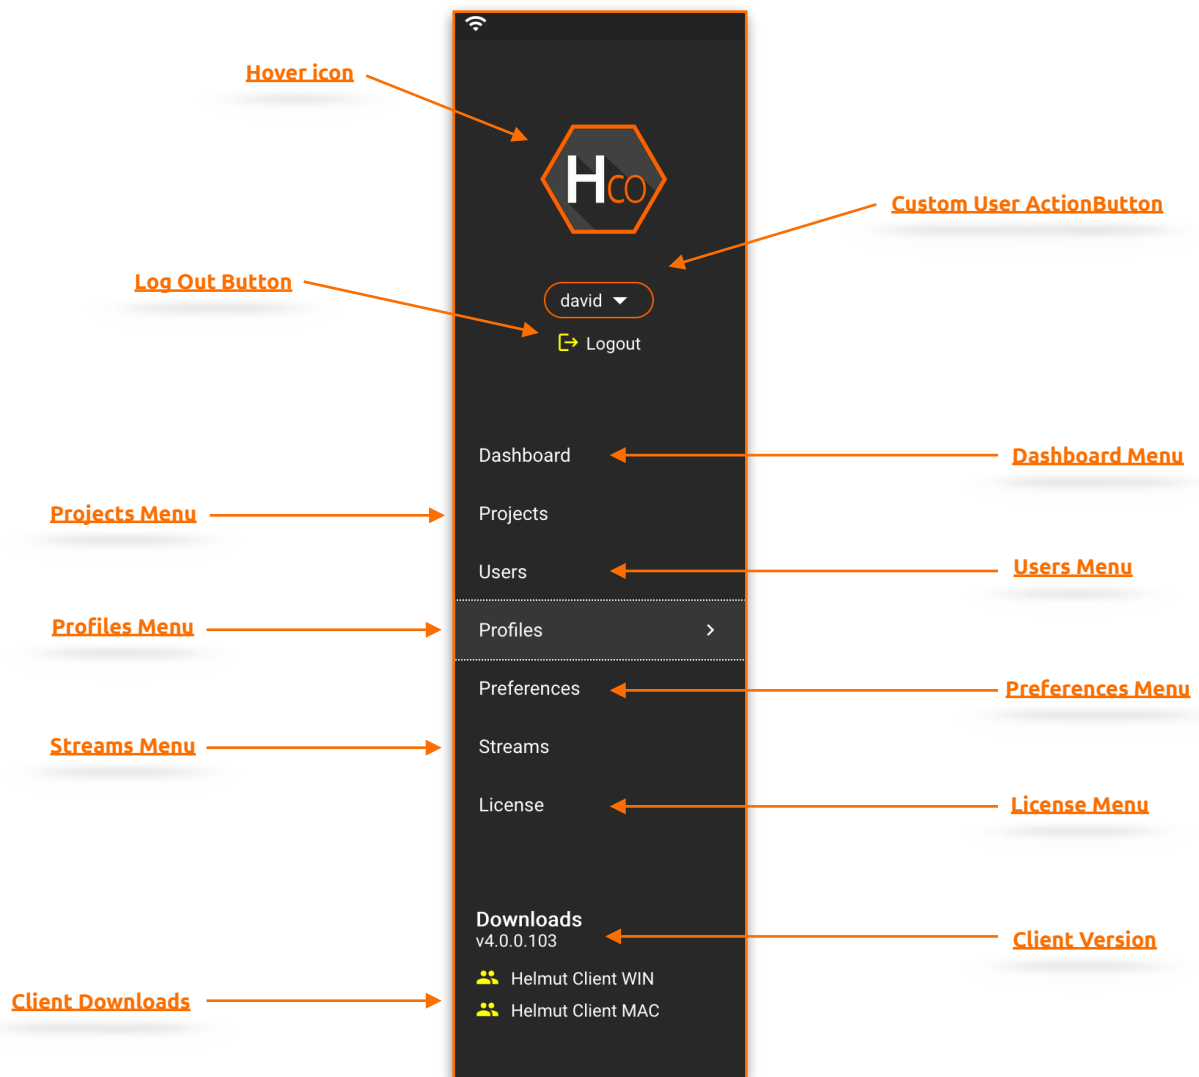 Hover icon
Hco
Custom User ActionButton
Log Out Button
david
Logout
Dashboard
Dashboard Menu
Projects Menu
Projects
Users
Users Menu
Profiles Menu
Profiles
Preferences
Preferences Menu
Streams Menu
Streams
License
License Menu
Downloads
v4.0.0.103
Client Version
Helmut Client WIN
Client Downloads
Helmut Client MAC